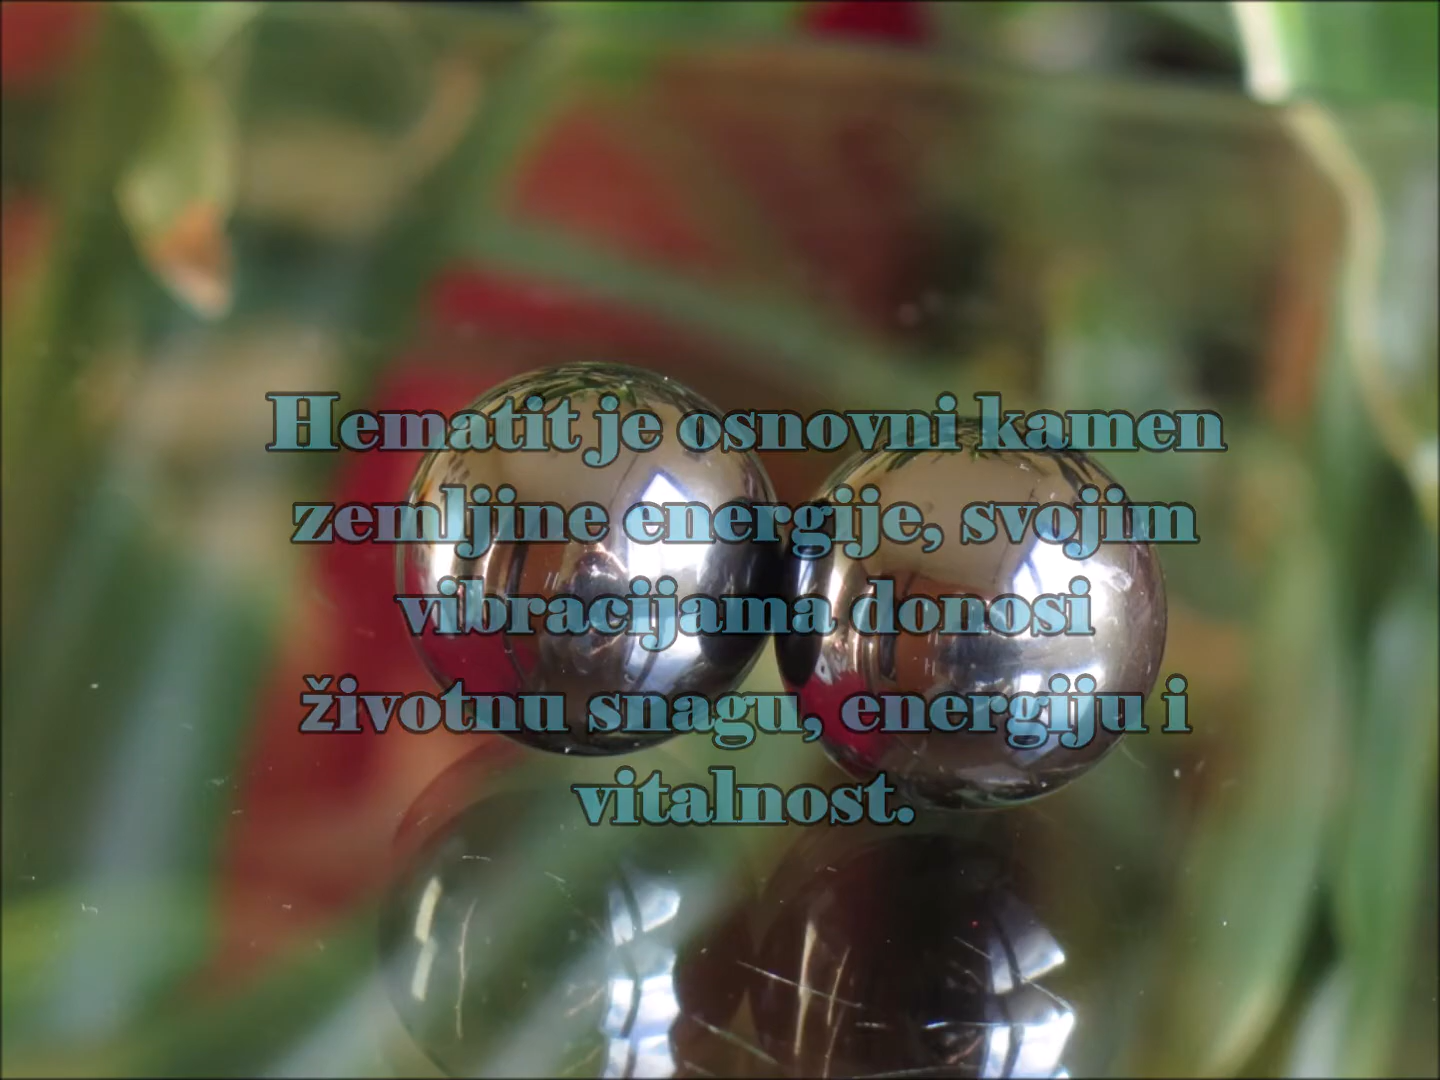 Hematit je osnovni kamen
zemljine energije, svojim
vibracijama donosi
životnu snagu, energiju i
vitalnost.